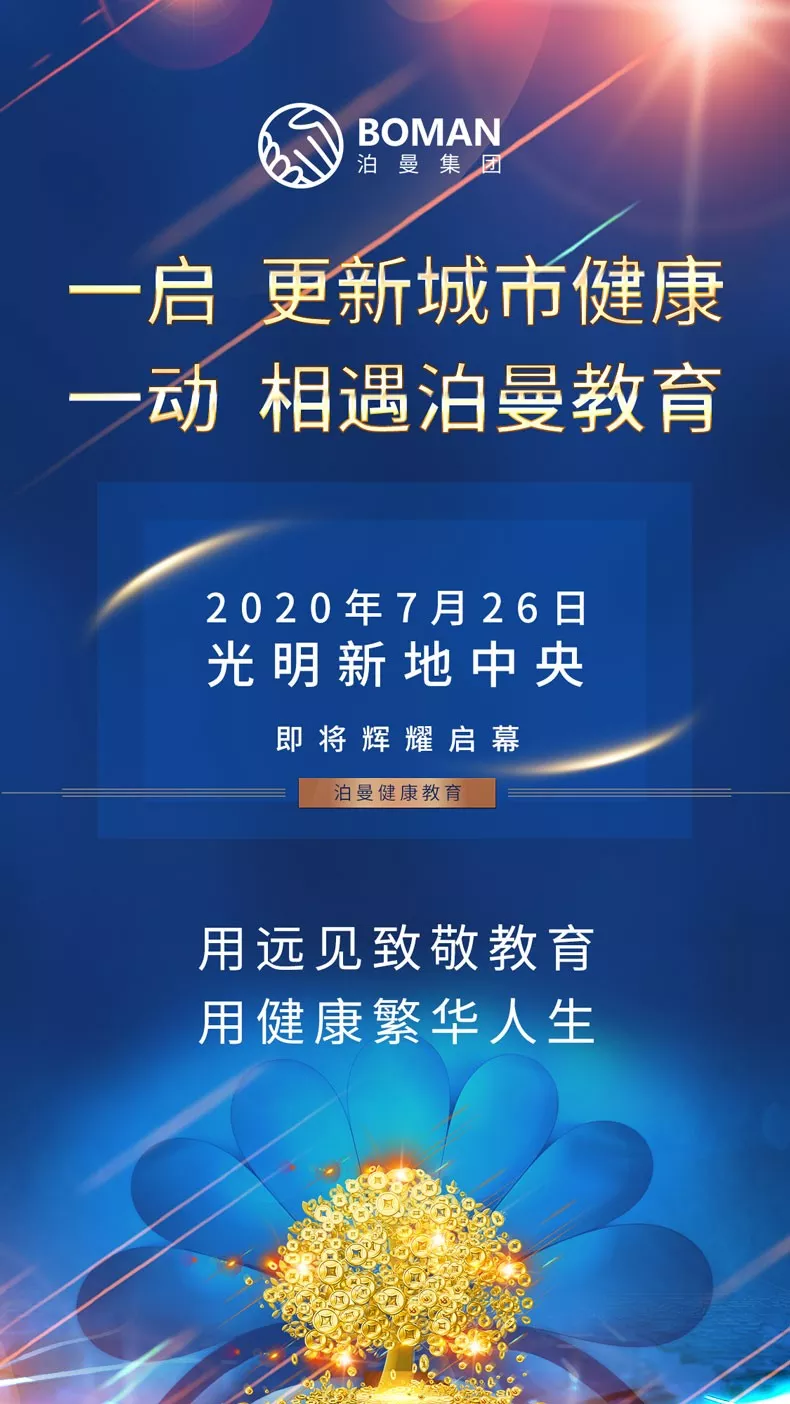 BOMAN
泊曼集团
一启 更新城市健康
一动 相遇泊曼教育
2020年7月26日
光明新地中央
即将辉耀启幕
泊曼健康教育
用远见致敬教育
用健康繁华人生